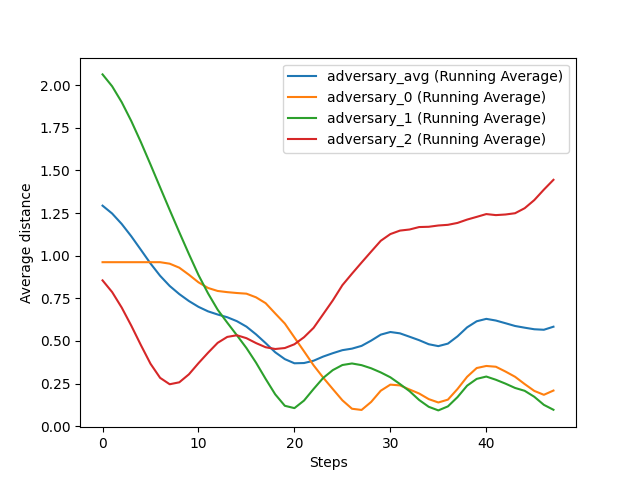 adversary_avg (Running Average)
adversary_0 (Running Average)
adversary_1 (Running Average)
adversary_2 (Running Average)
Average distance
2.00
1.75
1.50
1.25
1.00
0.75
0.50
0.25
0.00
0 10 20 30 40
Steps